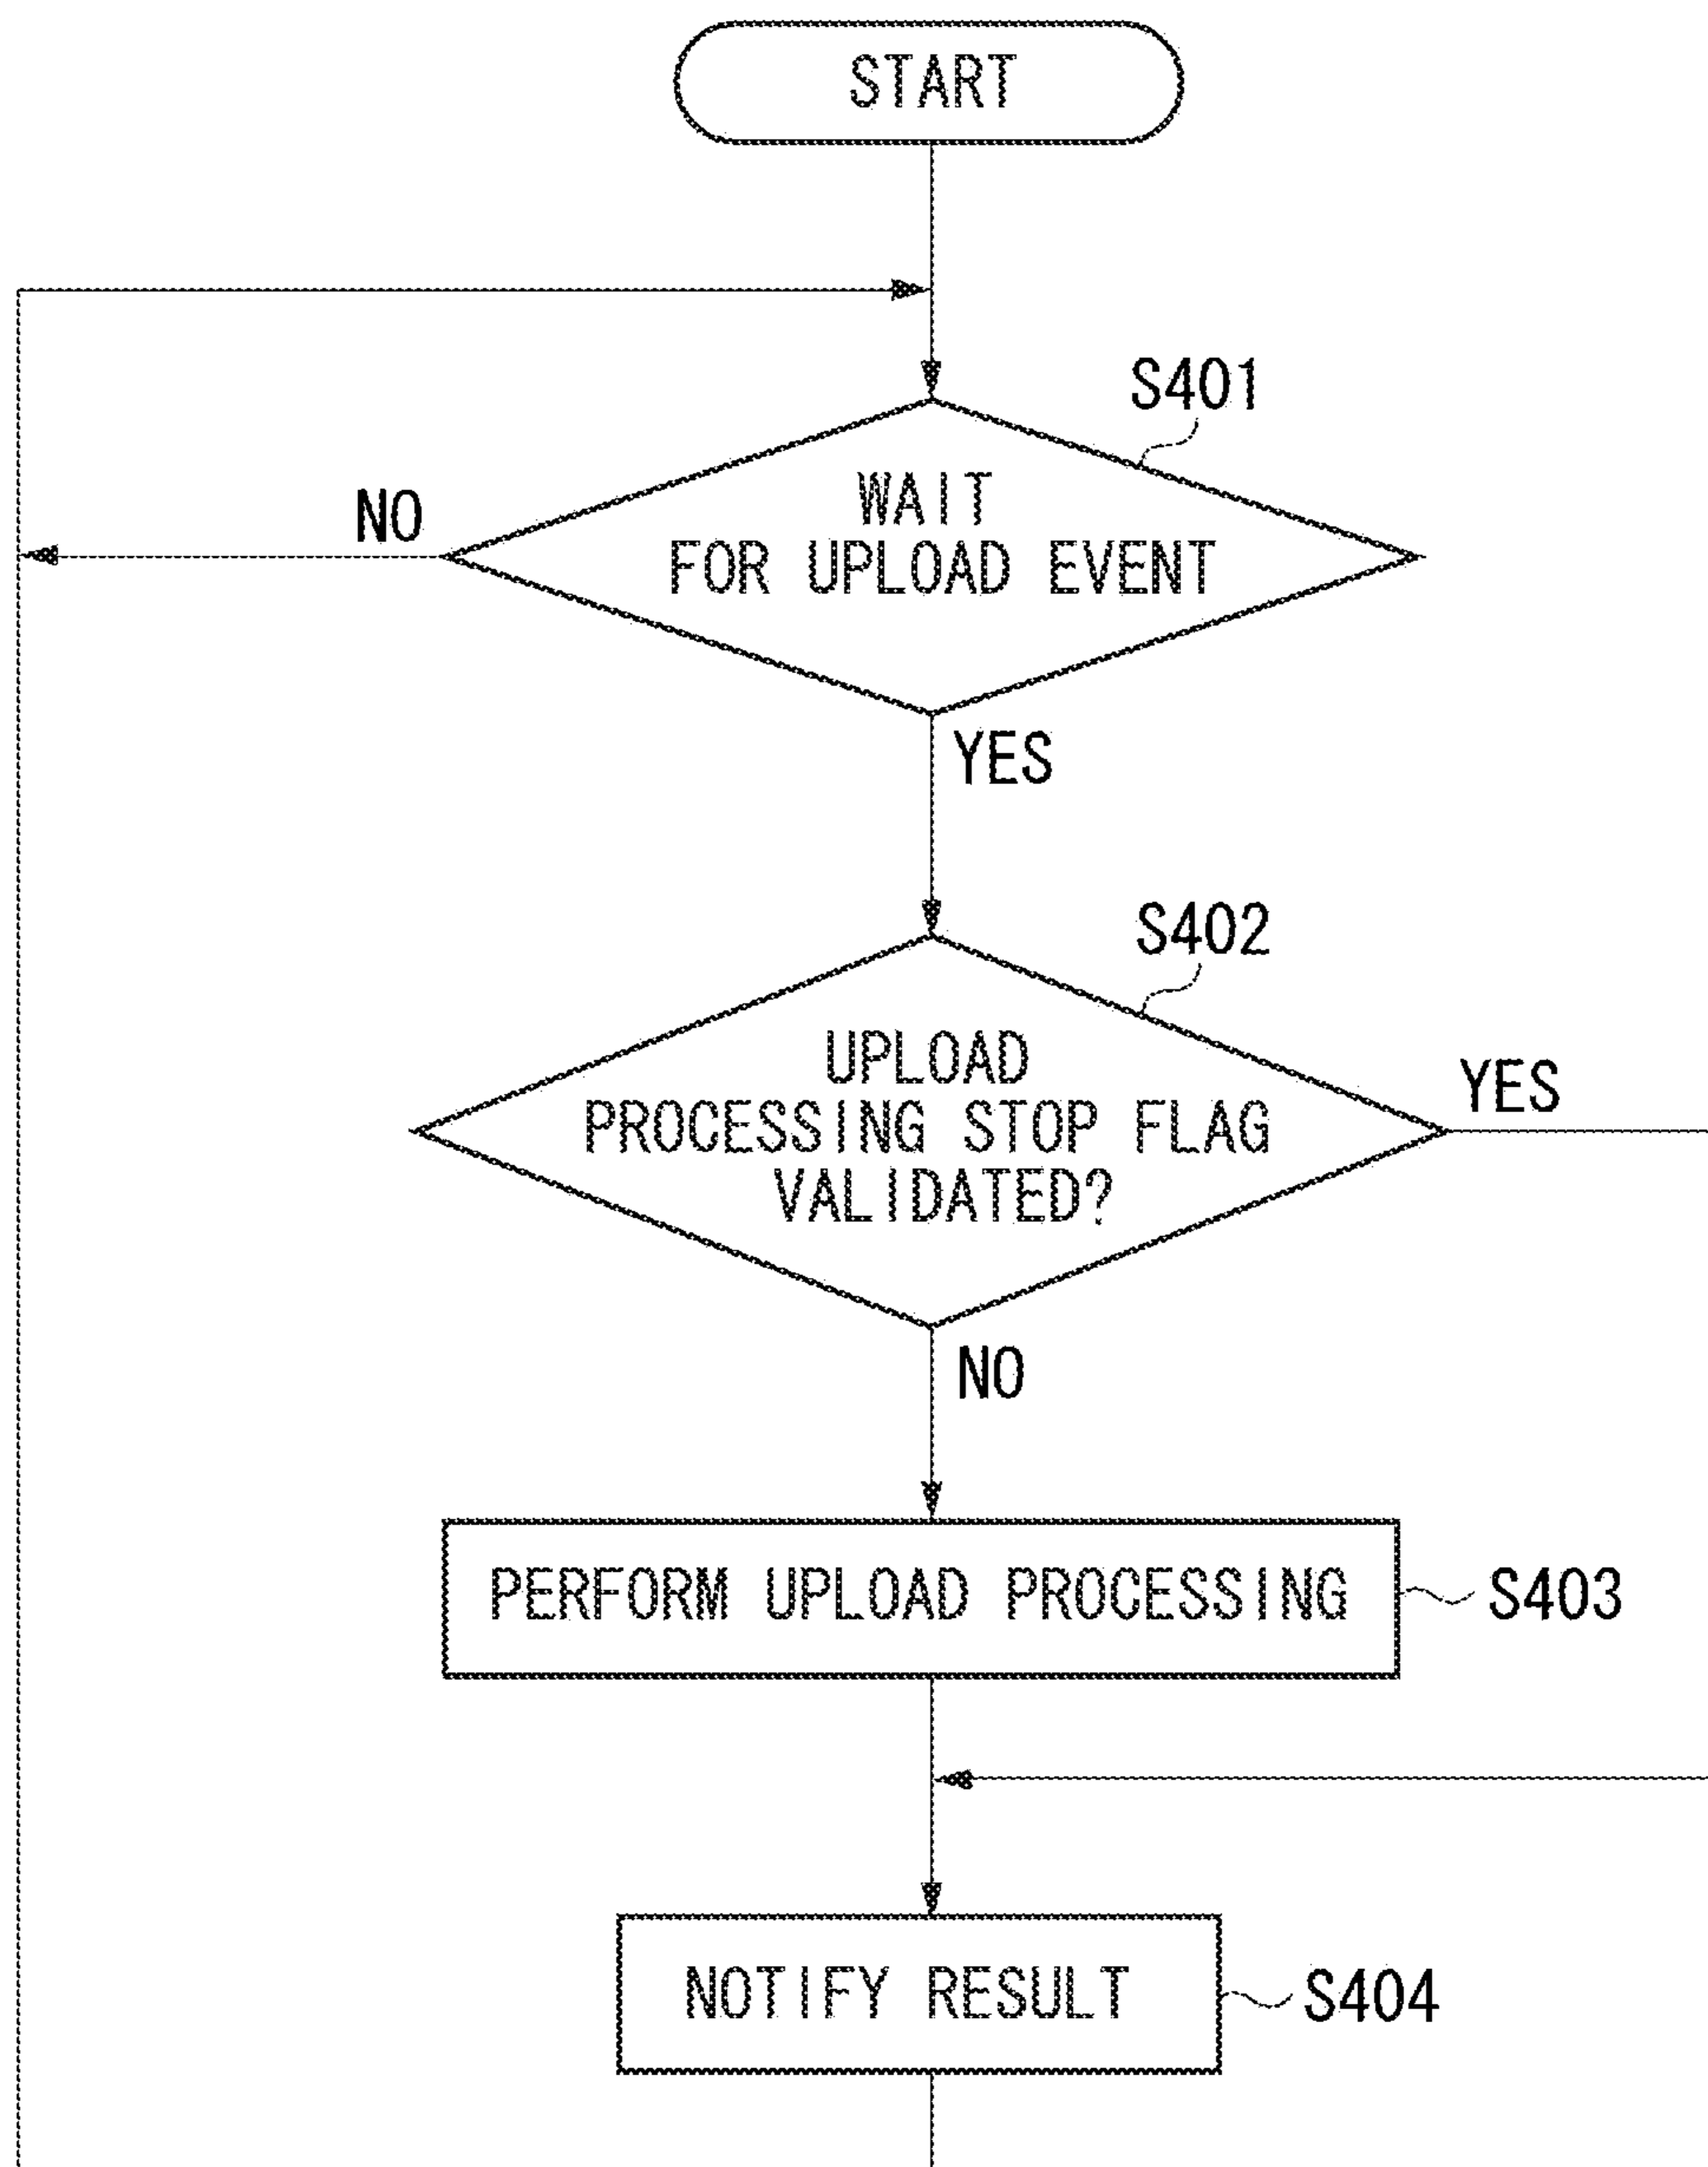 START
S401
WAIT
FOR UPLOAD EVENT
NO
YES
S402
UPLOAD
PROCESSING STOP FLAG
VALIDATED?
YES
NO
PERFORM UPLOAD PROCESSING
S403
NOTIFY RESULT
S404